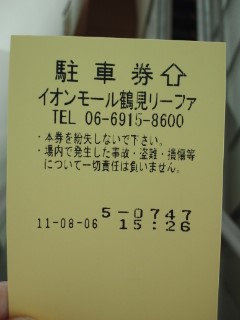 駐車券⇧
イオンモール鶴見リーファ
TEL 06-6915-8600
・本券を紛失しないで下さい。
・場内で発生した事故・盗難・損傷等
について一切責任は負いません。
5-0747
11-08-06 15:26